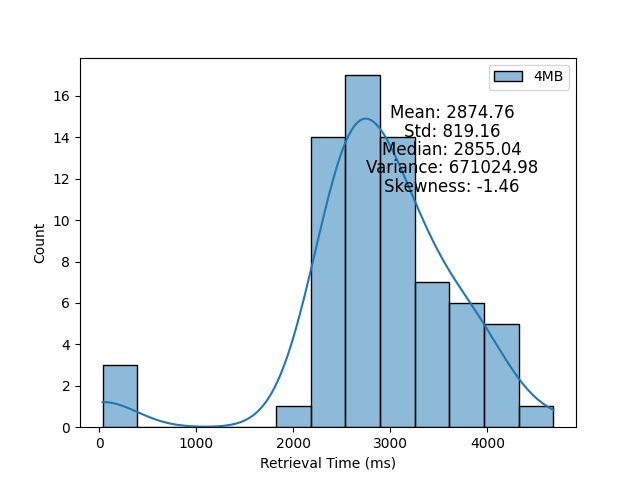 4MB
Mean: 2874.76
Std: 819.16
Median: 2855.04
Variance: 671024.98
Skewness: -1.46
16
14
12
10
8
6
4
2
0
Count
0 1000 2000 3000 4000
Retrieval Time (ms)